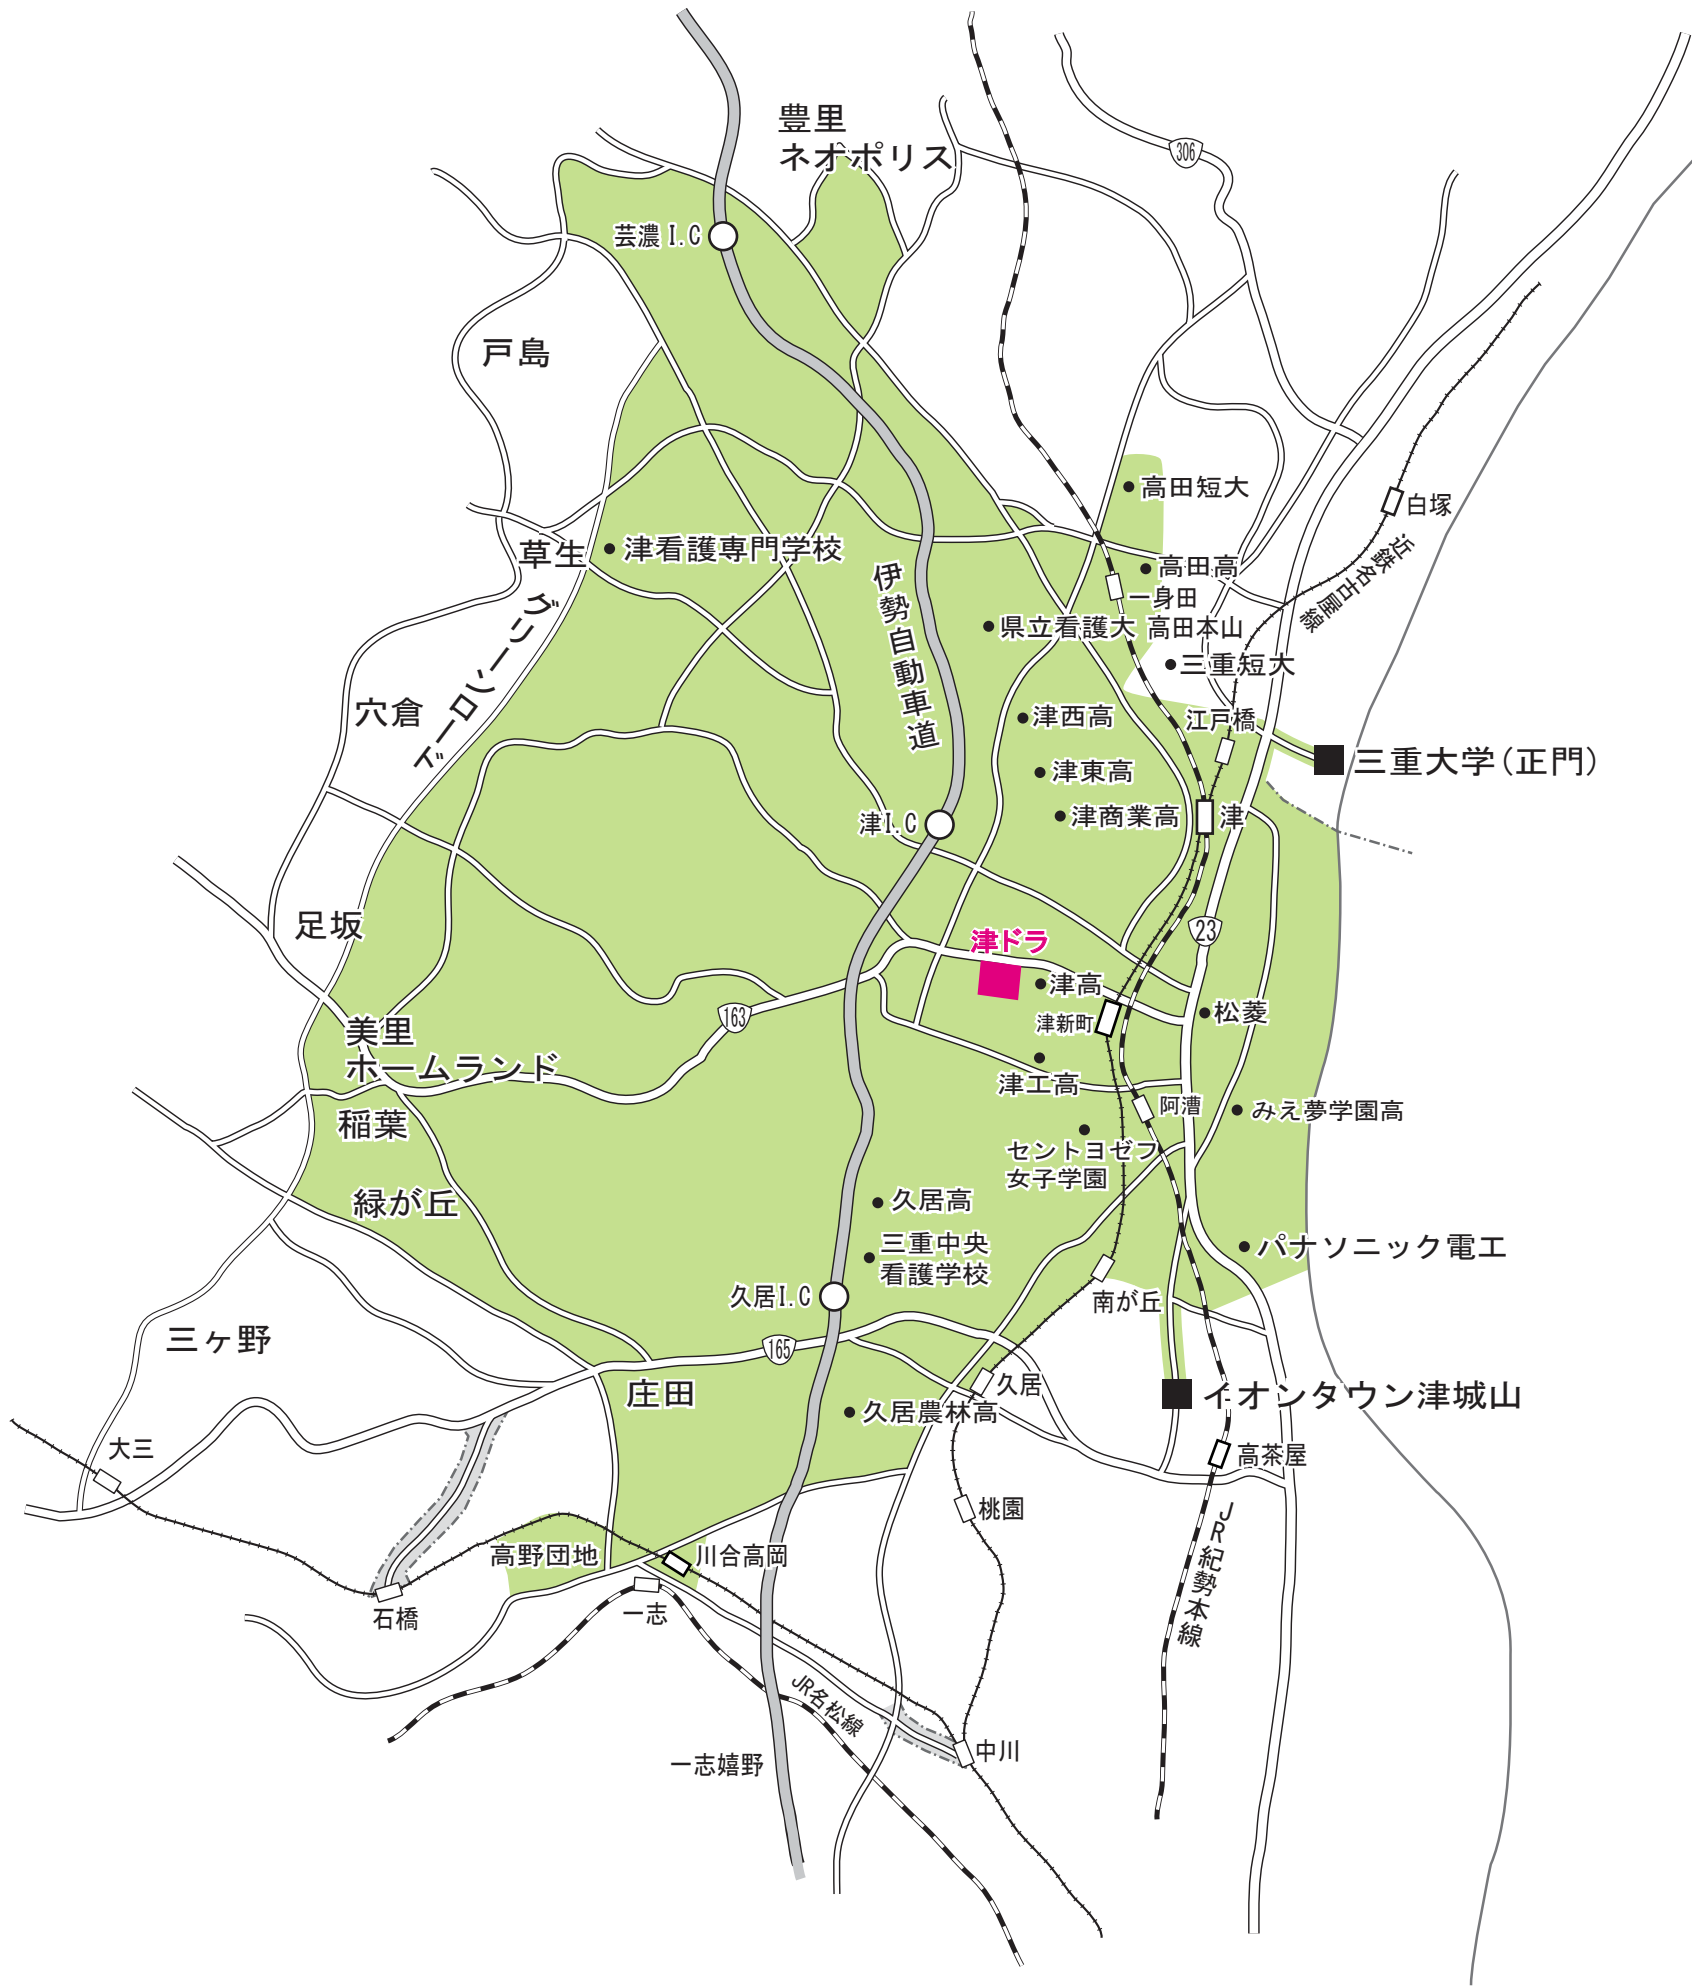 豊里
ネオポリス
306
芸濃 I.C
戸島
高田短大
白塚
近鉄名古屋線
草生
津看護専門学校
高田高
一身田
伊勢自動車道
グリーンロード
県立看護大
高田本山
三重短大
穴倉
津西高
江戸橋
三重大学(正門)
津東高
津商業高
津
津I.C
足坂
23
津ドラ
津高
163
津新町
松菱
美里
ホームランド
津工高
阿漕
みえ夢学園高
稲葉
セントヨゼフ
女子学園
緑が丘
久居高
三重中央
看護学校
パナソニック電工
久居I.C
南が丘
三ヶ野
165
庄田
久居
イオンタウン津城山
久居農林高
大三
高茶屋
桃園
JR紀勢本線
高野団地
川合高岡
石橋
一志
JR名松線
一志嬉野
中川